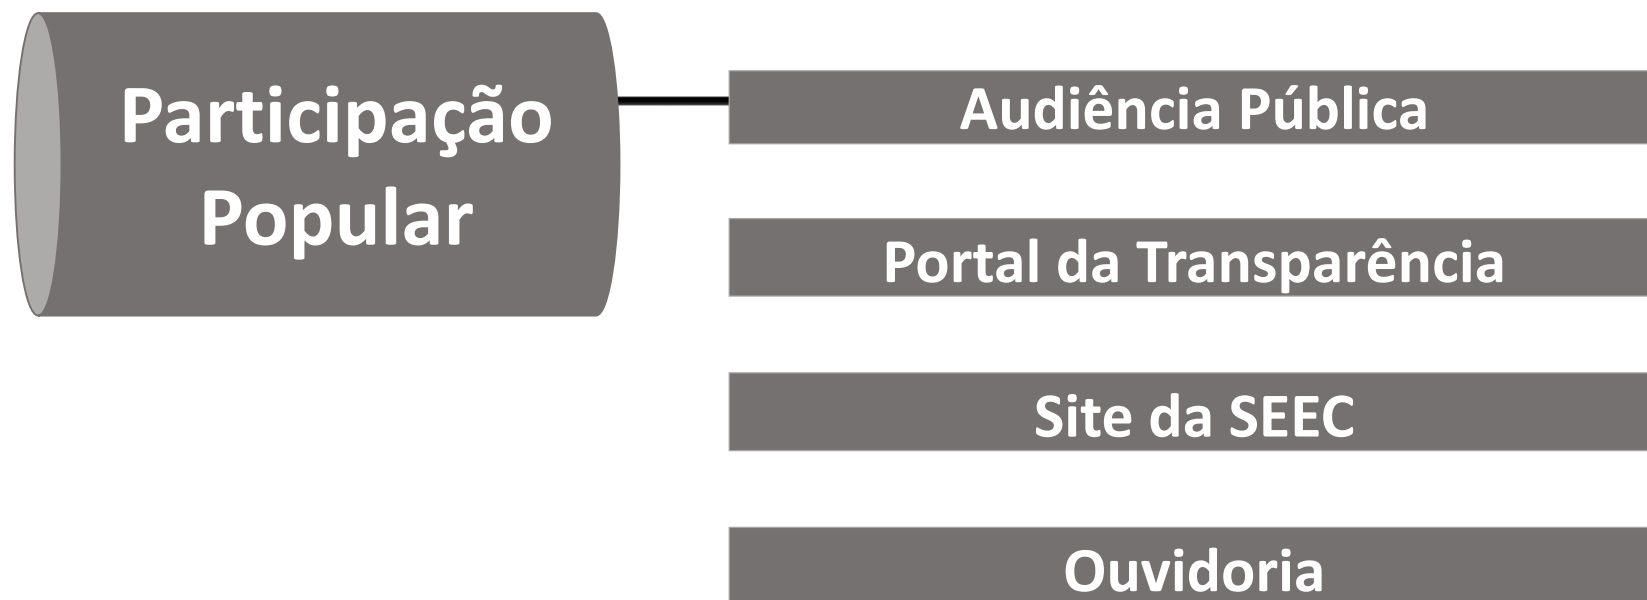 Participação
Popular
Audiência Pública
Portal da Transparência
Site da SEEC
Ouvidoria